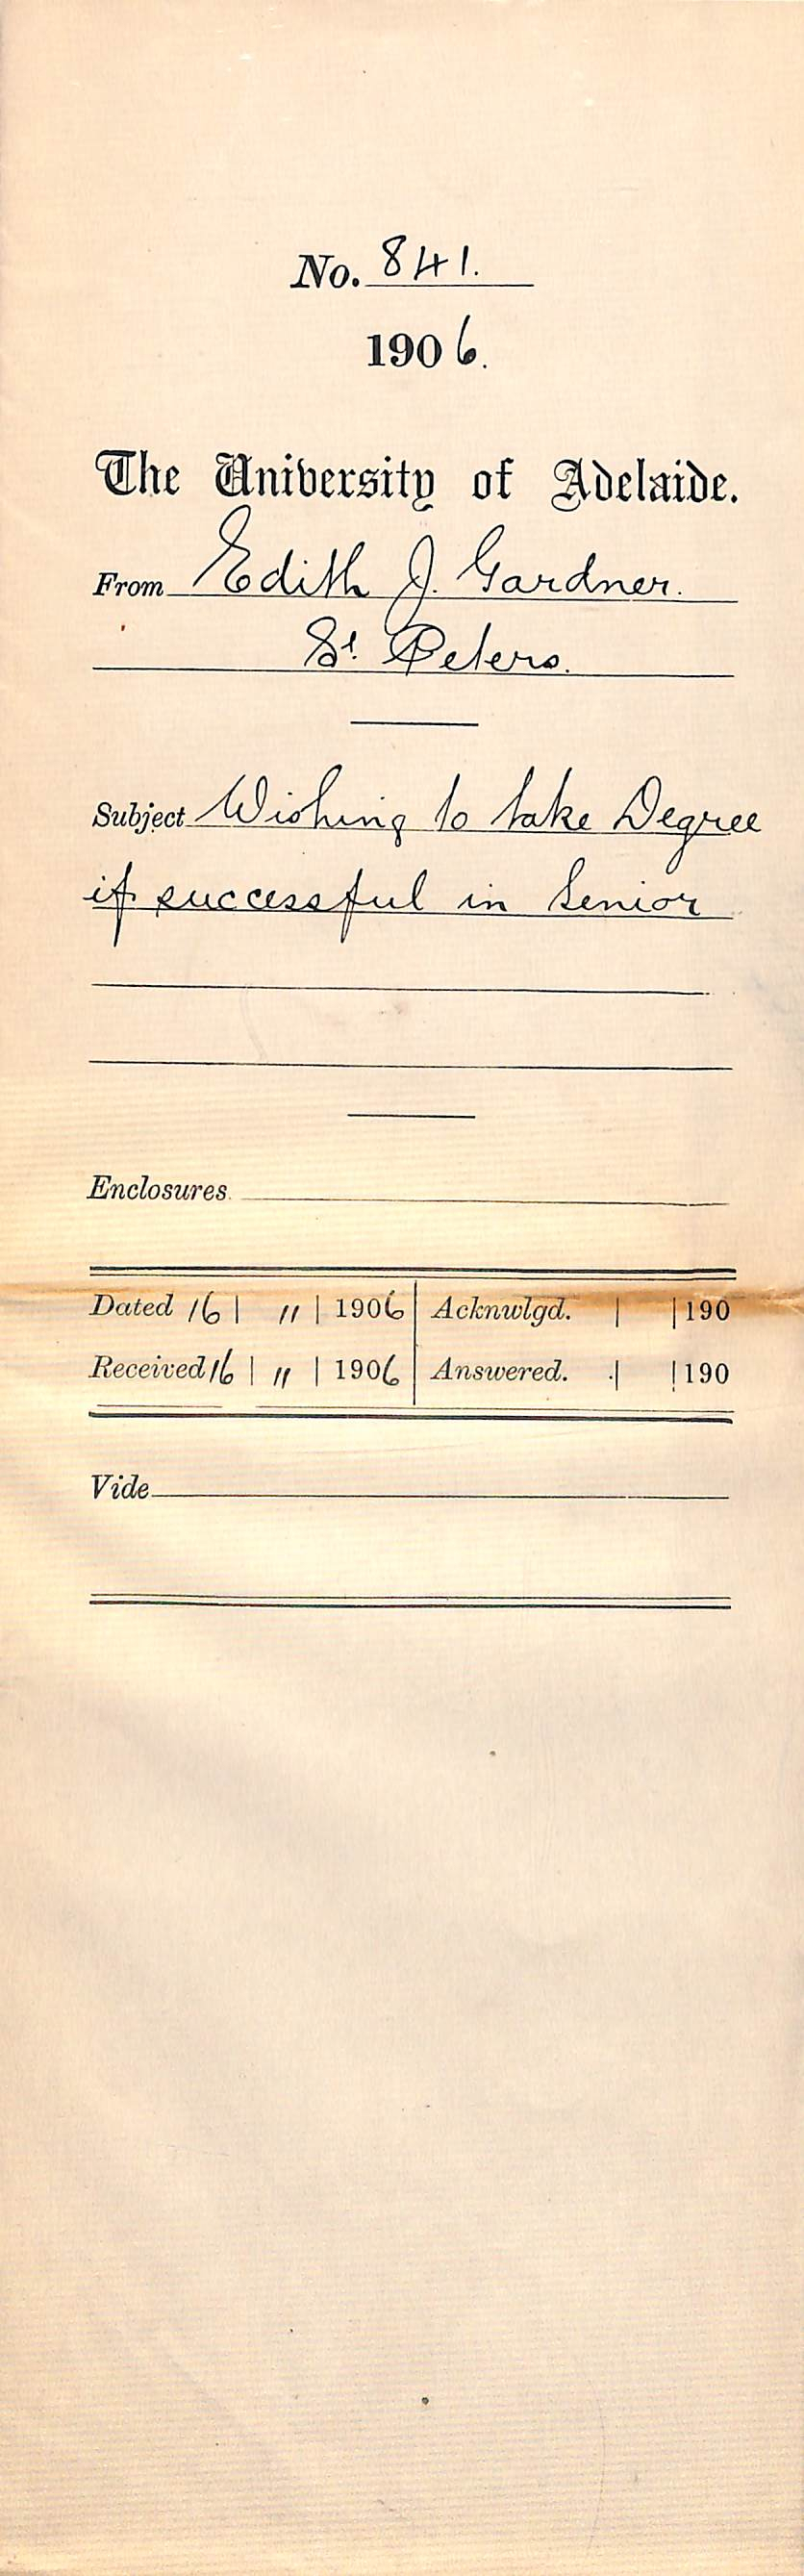 No. 841.
1906.
The University of Adelaide.
From Edith J. Gardner.
St. Peters.
Subject Wishing to take Degree
if successful in Senior
Enclosures
Dated 16 | 11 | 1906 | Acknwlgd. | | 190
Received 16 | 11 | 1906 | Answered. | | 190
Vide